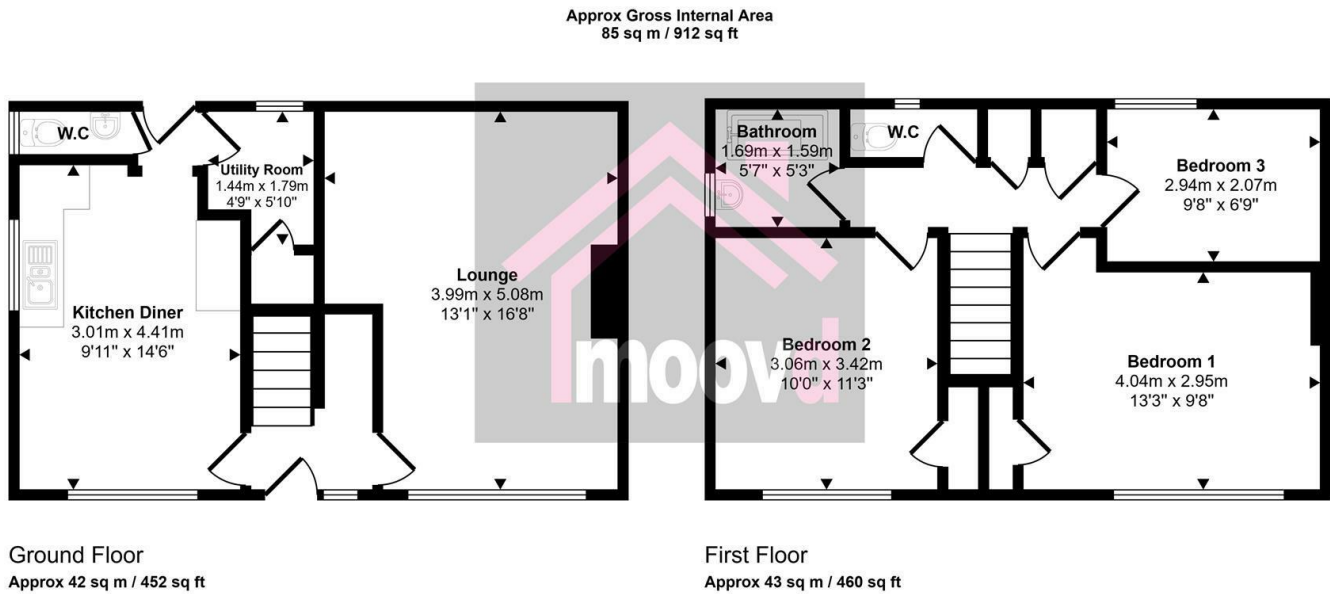 Approx Gross Internal Area
85 sq m / 912 sq ft
W.C
Utility Room
1.44m x 1.79m
4'9" x 5'10"
Kitchen Diner
3.01m x 4.41m
9'11" x 14'6"
Lounge
3.99m x 5.08m
13'1" x 16'8"
Bathroom
1.69m x 1.59m
5'7" x 5'3"
W.C
Bedroom 3
2.94m x 2.07m
9'8" x 6'9"
Bedroom 2
3.06m x 3.42m
10'0" x 11'3"
Bedroom 1
4.04m x 2.95m
13'3" x 9'8"
moovd
Ground Floor
Approx 42 sq m / 452 sq ft
First Floor
Approx 43 sq m / 460 sq ft